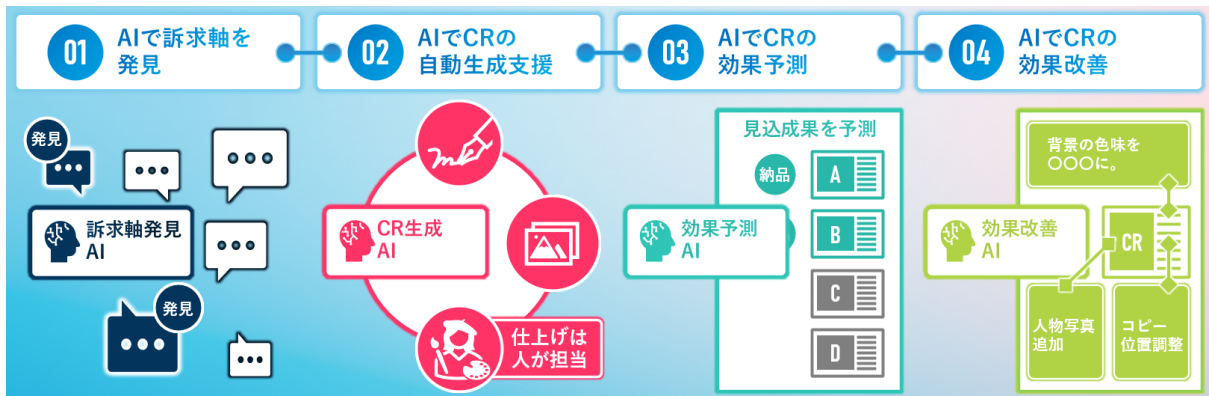 01
AIで訴求軸を
発見
02
AIでCRの
自動生成支援
03
AIでCRの
効果予測
04
AIでCRの
効果改善
発見
訴求軸発見
AI
発見
CR生成
AI
仕上げは
人が担当
見込成果を予測
納品
A
効果予測
AI
B
C
D
背景の色味を
〇〇〇に。
効果改善
AI
CR
人物写真
追加
コピー
位置調整